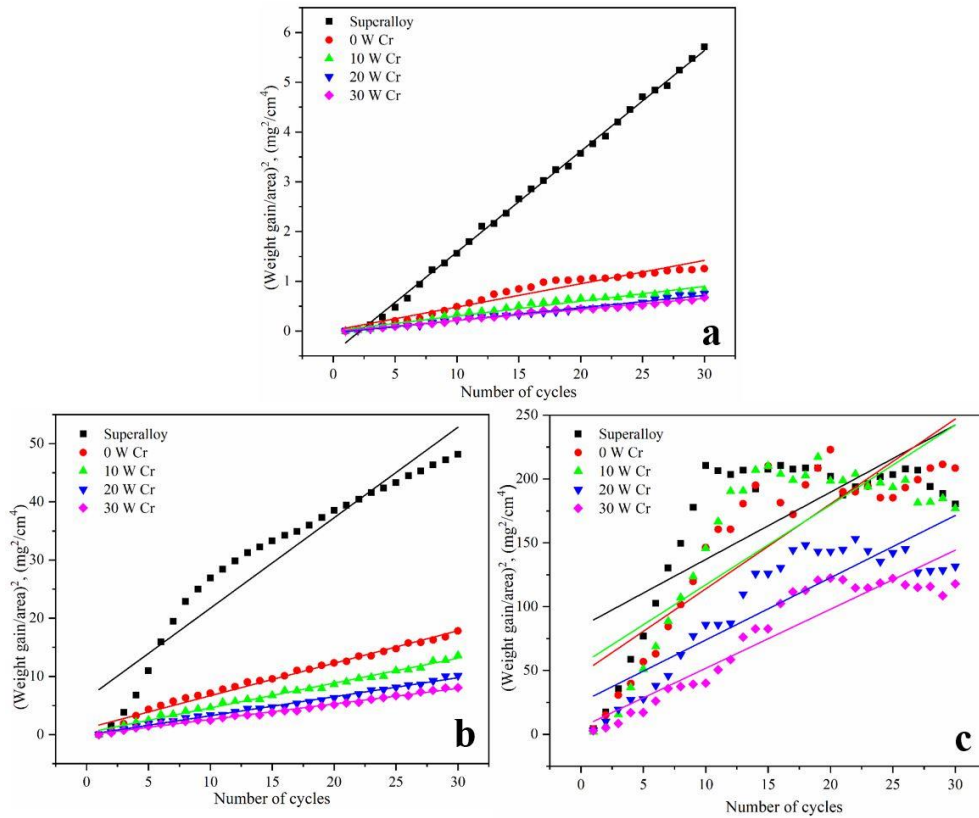 (Weight gain/area)², (mg²/cm⁴)
6
5
4
3
2
1
0
Superalloy
0 W Cr
10 W Cr
20 W Cr
30 W Cr
a
0 5 10 15 20 25 30
Number of cycles
(Weight gain/area)², (mg²/cm⁴)
50
40
30
20
10
0
Superalloy
0 W Cr
10 W Cr
20 W Cr
30 W Cr
b
0 5 10 15 20 25 30
Number of cycles
(Weight gain/area)², (mg²/cm⁴)
250
200
150
100
50
0
Superalloy
0 W Cr
10 W Cr
20 W Cr
30 W Cr
c
0 5 10 15 20 25 30
Number of cycles